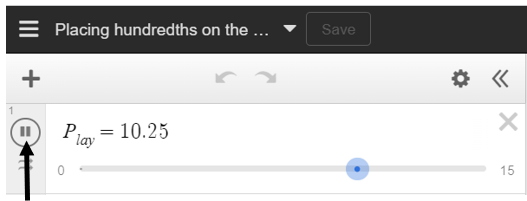 Placing hundredths on the ... Save
1
P_lay = 10.25
0 15